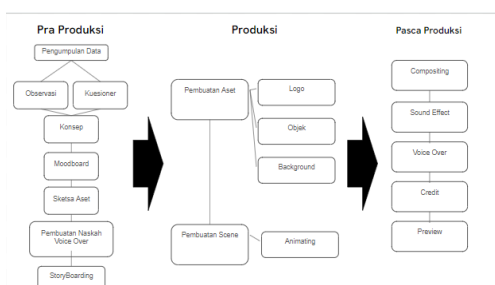 Pra Produksi
Pengumpulan Data
Observasi
Kuesioner
Konsep
Moodboard
Sketsa Aset
Pembuatan Naskah
Voice Over
StoryBoarding
Produksi
Pembuatan Aset
Logo
Objek
Background
Pembuatan Scene
Animating
Pasca Produksi
Compositing
Sound Effect
Voice Over
Credit
Preview